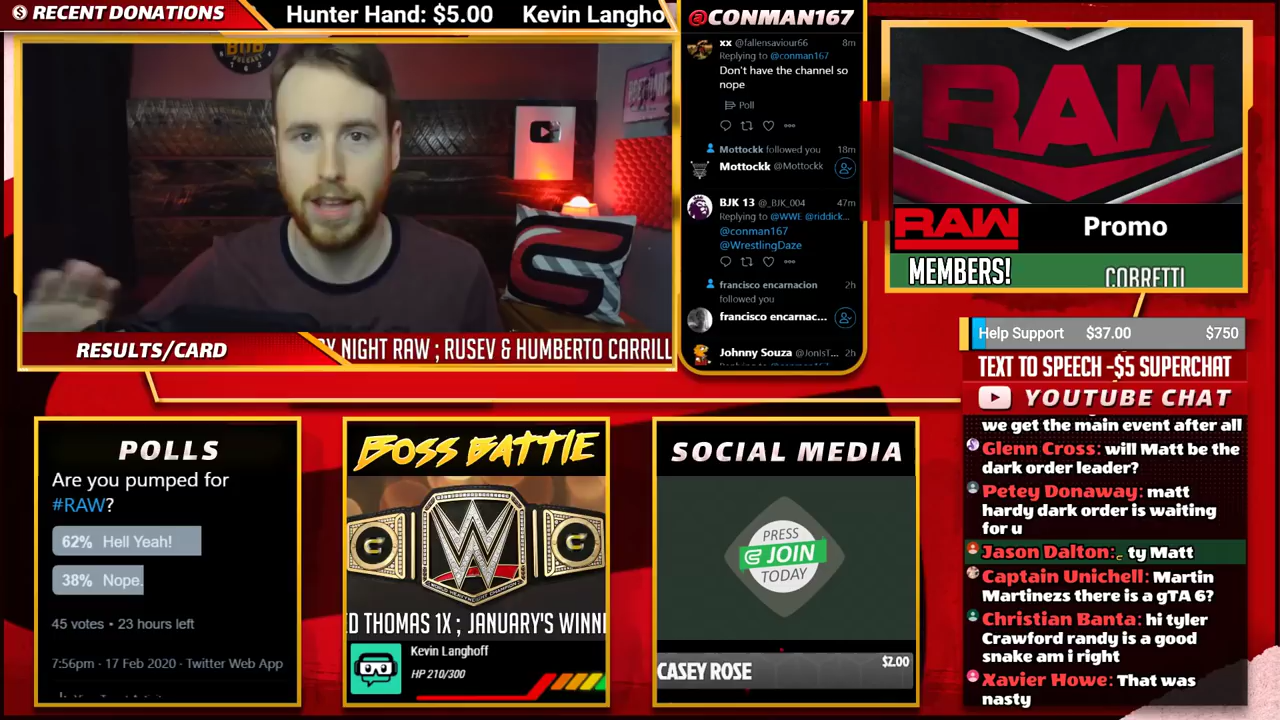 RECENT DONATIONS
Hunter Hand: $5.00 Kevin Langho
RESULTS/CARD
Y NIGHT RAW ; RUSEV & HUMBERTO CARRILL
@CONMAN167
xx @fallensaviour66 8m
Replying to @conman167
Don't have the channel so
nope
Poll
Mottockk followed you 18m
Mottockk @Mottockk
BJK 13 @_BJK_004 47m
Replying to @WWE @riddick...
@conman167
@WrestlingDaze
francisco encarnacion 2h
followed you
francisco encarnac...
Johnny Souza @JonIsT... 2h
RAW
RAW
Promo
MEMBERS!
COBRETTI
Help Support $37.00 $750
TEXT TO SPEECH -$5 SUPERCHAT
YOUTUBE CHAT
we get the main event after all
Glenn Cross: will Matt be the
dark order leader?
Petey Donaway: matt
hardy dark order is waiting
for u
Jason Dalton: ty Matt
Captain Unichell: Martin
Martinezs there is a gTA 6?
Christian Banta: hi tyler
Crawford randy is a good
snake am i right
Xavier Howe: That was
nasty
POLLS
Are you pumped for
#RAW?
62% Hell Yeah!
38% Nope.
45 votes • 23 hours left
7:56pm · 17 Feb 2020 · Twitter Web App
BOSS BATTLE
D THOMAS 1X ; JANUARY'S WINN
Kevin Langhoff
HP 210/300
SOCIAL MEDIA
PRESS
JOIN
TODAY
CASEY ROSE $2.00